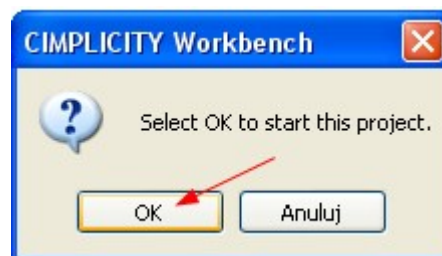 CIMPLICITY Workbench
Select OK to start this project.
OK Anuluj